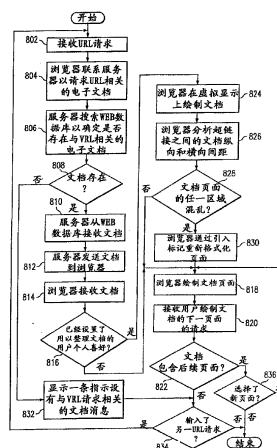 开始
802
接收URL请求
804
浏览器联系服务
器以请求URL相关
的电子文档
806
服务器搜索WEB数
据库以确定是否
存在与VRL相关的
电子文档
808
文档存在
?
否
是
810
服务器从WEB
数据库接收文档
812
服务器发送文档
到浏览器
814
浏览器接收文档
已经设置了
用以整理文档的
用户个人喜好?
816
是
否
显示一条指示没
有与VRL请求相关
的文档消息
832
浏览器在虚拟显示
上绘制文档
824
浏览器分析超链
接之间的文档纵
向和横向间距
826
828
文档页面
的任一区域
混乱?
否
是
浏览器通过引入
标记重新格式化
页面
830
浏览器绘制文档页面
818
接收用户绘制文
档的下一页面
的请求
820
文档
包含后续页面?
822
是
否
选择了
新页面?
836
是
否
输入了
另一URL请求?
834
是
否
结束